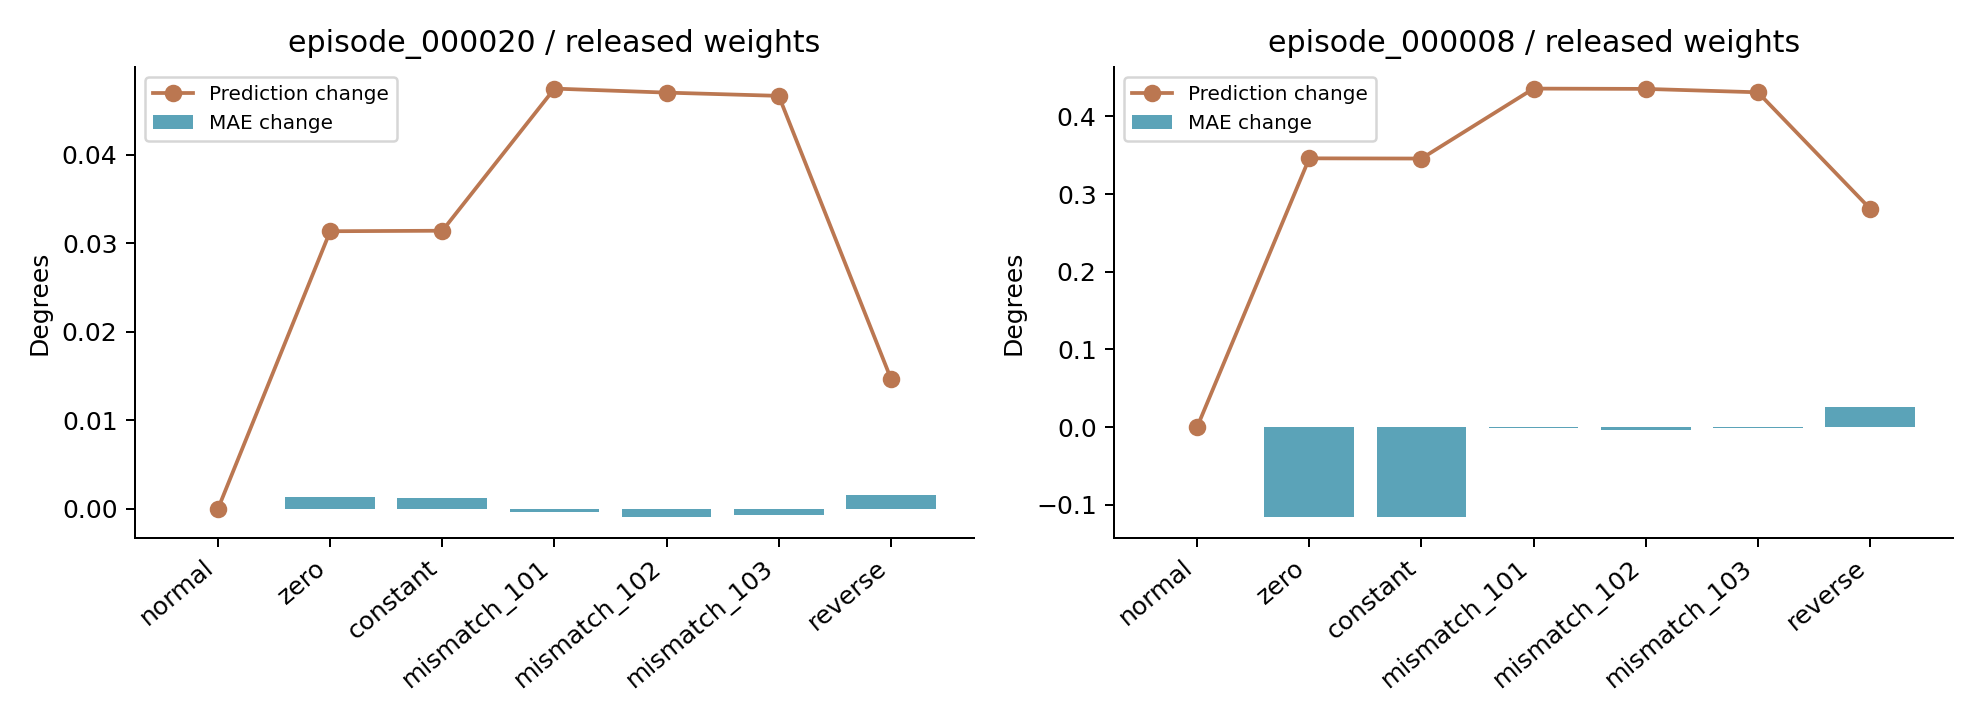 episode_000020 / released weights
Prediction change
MAE change
Degrees
0.04
0.03
0.02
0.01
0.00
normal
zero
constant
mismatch_101
mismatch_102
mismatch_103
reverse
episode_000008 / released weights
Prediction change
MAE change
Degrees
0.4
0.3
0.2
0.1
0.0
−0.1
normal
zero
constant
mismatch_101
mismatch_102
mismatch_103
reverse